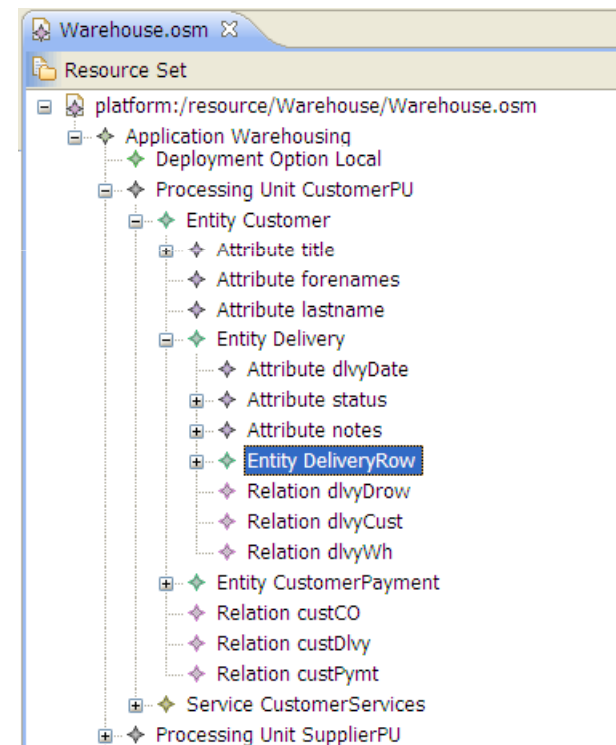 Warehouse.osm
Resource Set
platform:/resource/Warehouse/Warehouse.osm
Application Warehousing
Deployment Option Local
Processing Unit CustomerPU
Entity Customer
Attribute title
Attribute forenames
Attribute lastname
Entity Delivery
Attribute dlvyDate
Attribute status
Attribute notes
Entity DeliveryRow
Relation dlvyDrow
Relation dlvyCust
Relation dlvyWh
Entity CustomerPayment
Relation custCO
Relation custDlvy
Relation custPymt
Service CustomerServices
Processing Unit SupplierPU